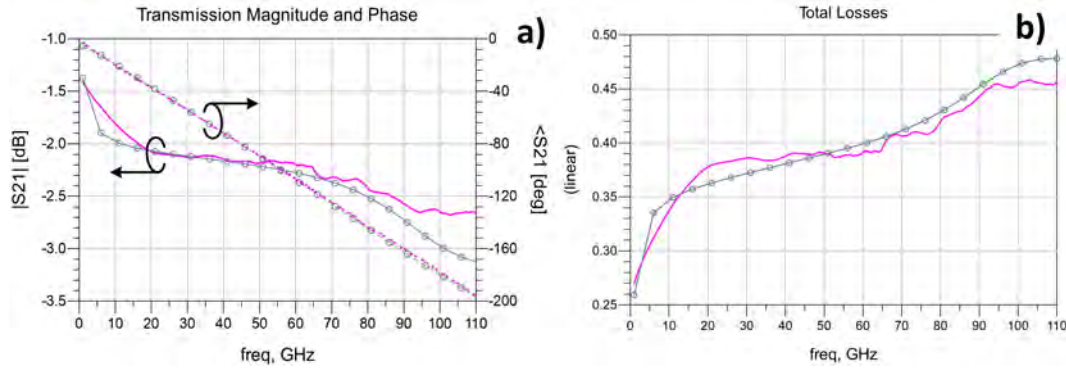 Transmission Magnitude and Phase
a)
|S21| [dB]
-1.0
-1.5
-2.0
-2.5
-3.0
-3.5
0
-40
-80
-120
-160
-200
<S21 [deg]
0 10 20 30 40 50 60 70 80 90 100 110
freq, GHz
Total Losses
b)
(linear)
0.50
0.45
0.40
0.35
0.30
0.25
0 10 20 30 40 50 60 70 80 90 100 110
freq, GHz